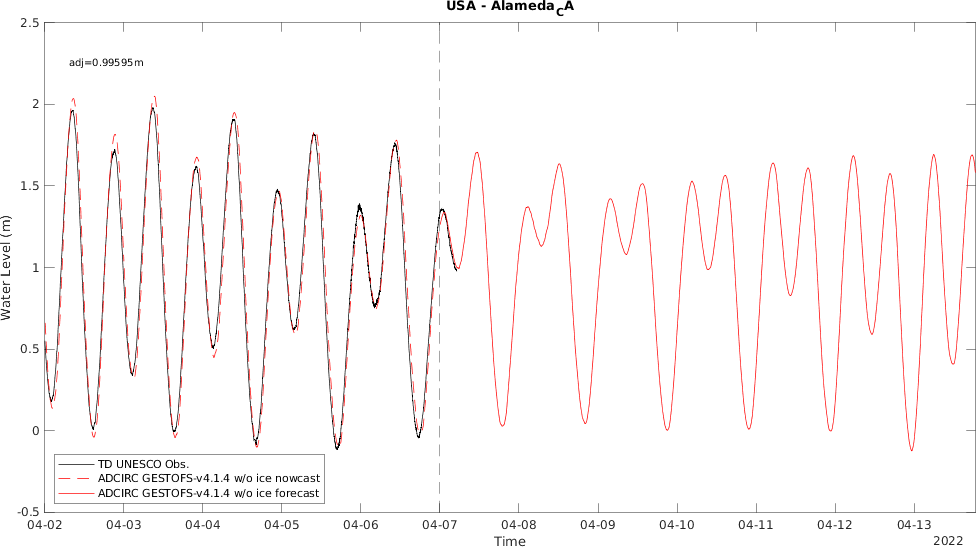 USA - Alameda_CA
adj=0.99595m
2.5
2
1.5
1
0.5
0
-0.5
Water Level (m)
TD UNESCO Obs.
ADCIRC GESTOFS-v4.1.4 w/o ice nowcast
ADCIRC GESTOFS-v4.1.4 w/o ice forecast
04-02 04-03 04-04 04-05 04-06 04-07 04-08 04-09 04-10 04-11 04-12 04-13
Time
2022